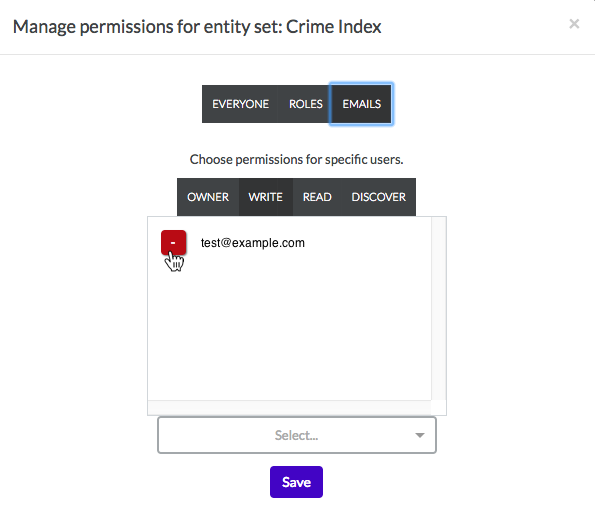 Manage permissions for entity set: Crime Index ×
EVERYONE ROLES EMAILS
Choose permissions for specific users.
OWNER WRITE READ DISCOVER
- test@example.com
Select...
Save